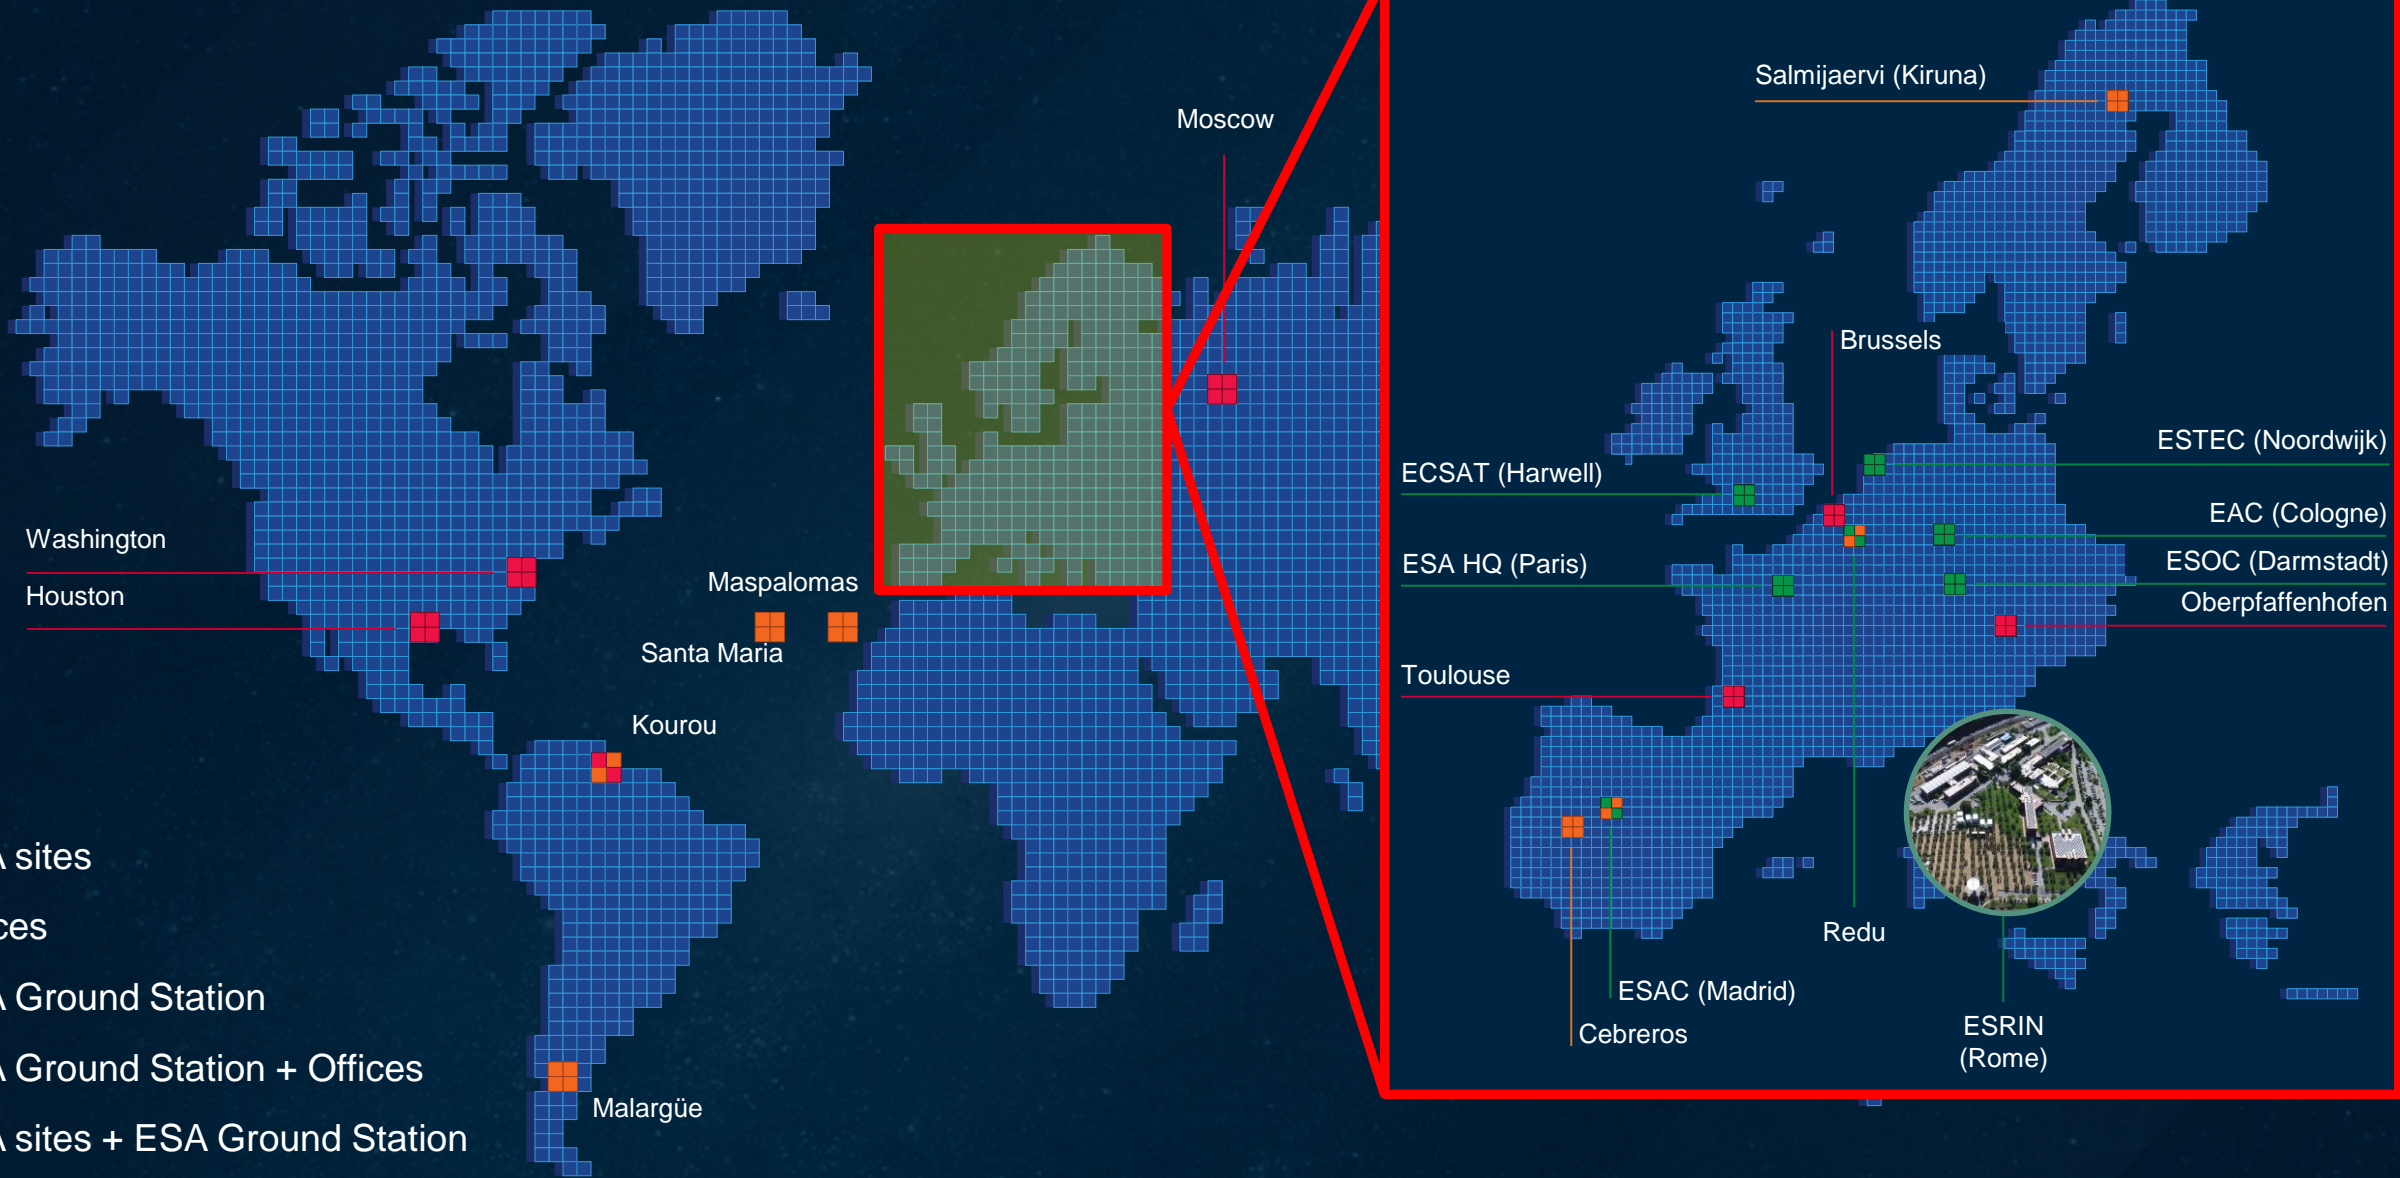 Moscow
Washington
Houston
Maspalomas
Santa Maria
Kourou
Malargüe
sites
Ground Station
Ground Station + Offices
sites + ESA Ground Station
Salmijaervi (Kiruna)
Brussels
ESTEC (Noordwijk)
ECSAT (Harwell)
EAC (Cologne)
ESA HQ (Paris)
ESOC (Darmstadt)
Oberpfaffenhofen
Toulouse
Redu
ESAC (Madrid)
Cebreros
ESRIN
(Rome)